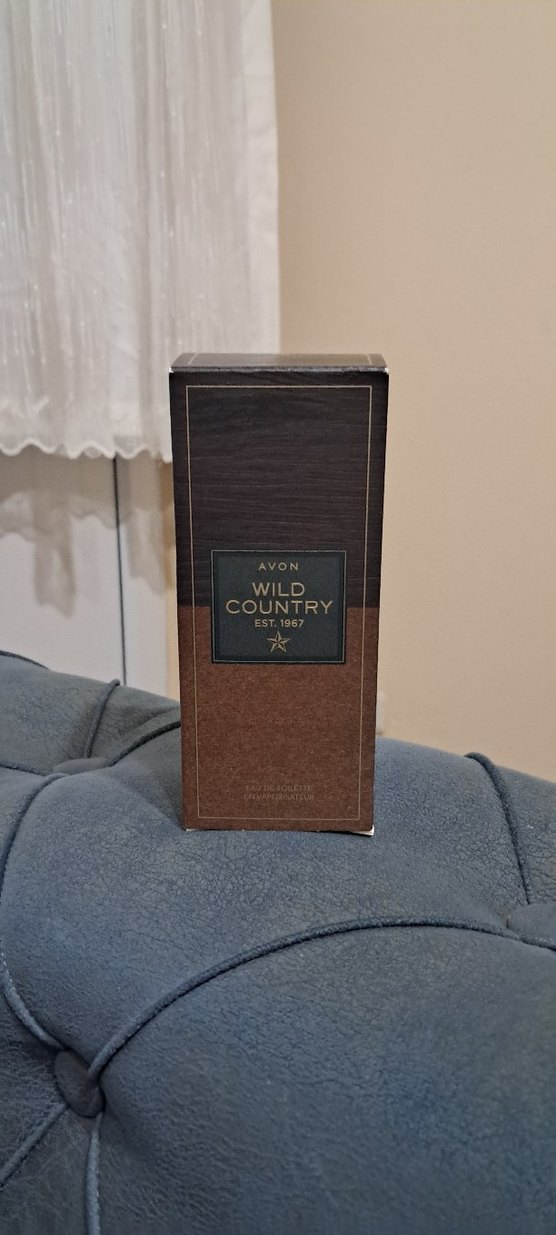 AVON
WILD
COUNTRY
EST. 1967
EAU DE TOILETTE
EN VAPORISATEUR